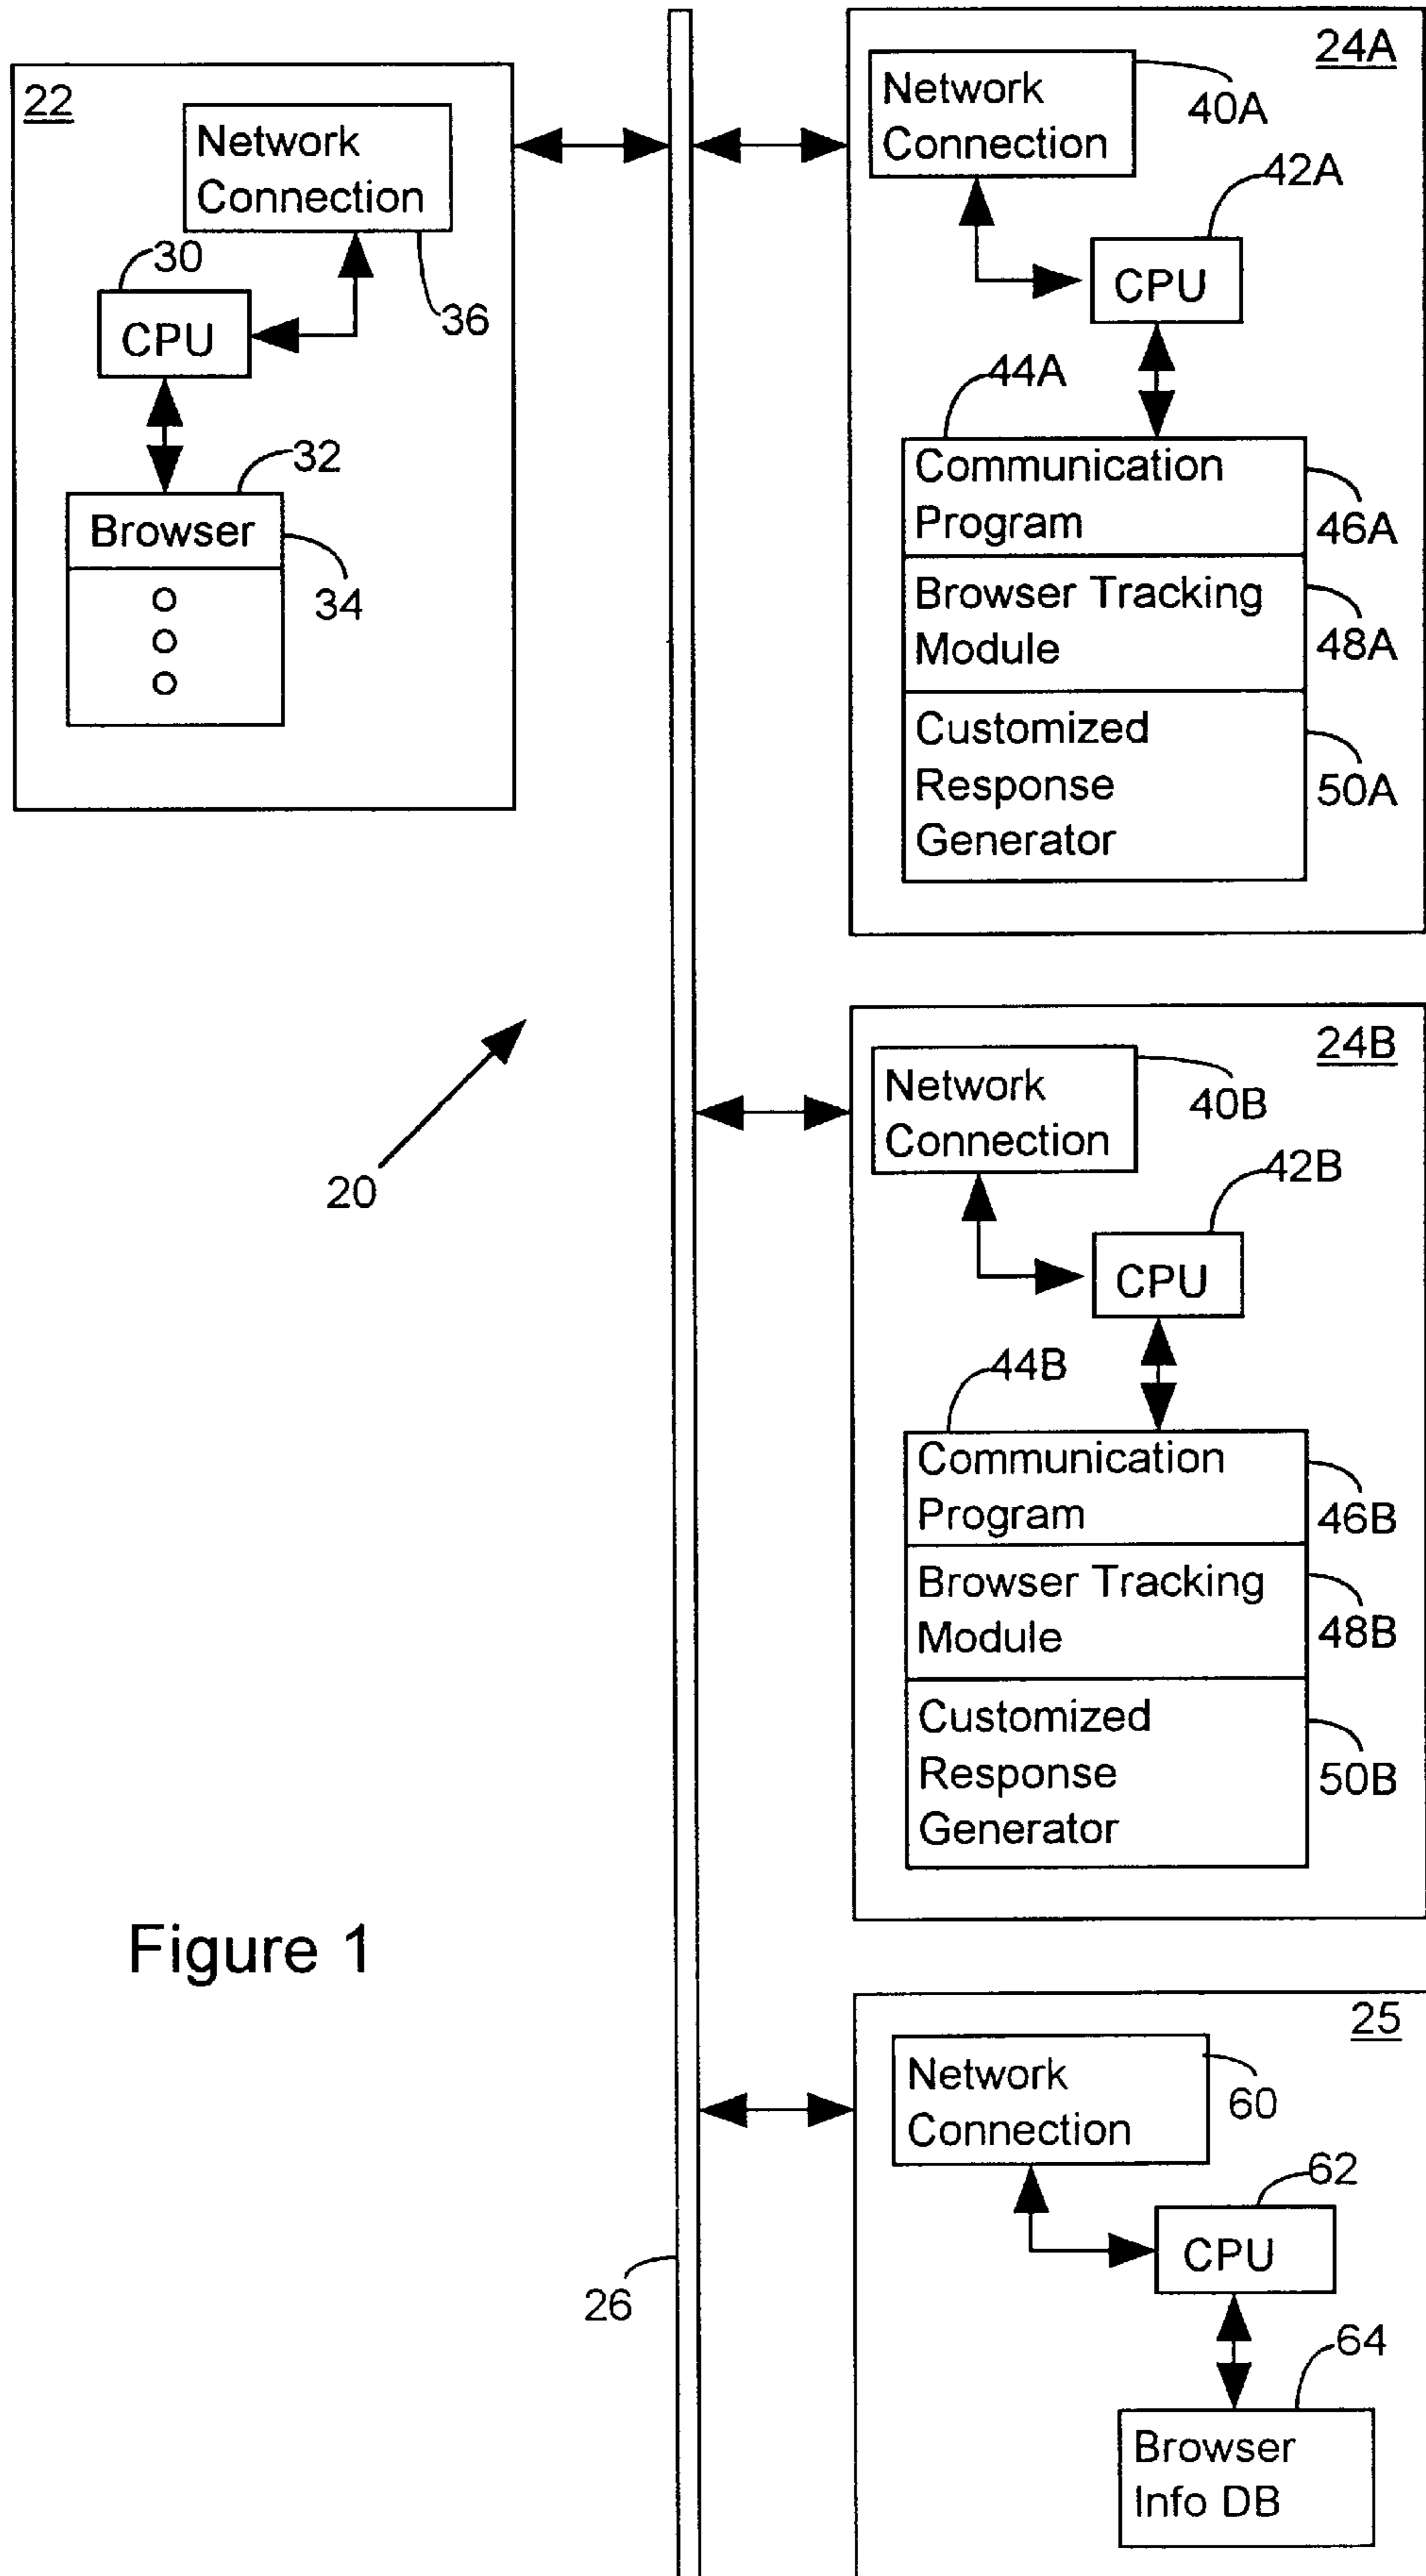 22
Network
Connection
36
30
CPU
32
Browser
34
20
26
24A
Network
Connection
40A
42A
CPU
44A
Communication
Program
46A
Browser Tracking
Module
48A
Customized
Response
Generator
50A
24B
Network
Connection
40B
42B
CPU
44B
Communication
Program
46B
Browser Tracking
Module
48B
Customized
Response
Generator
50B
25
Network
Connection
60
62
CPU
64
Browser
Info DB
Figure 1